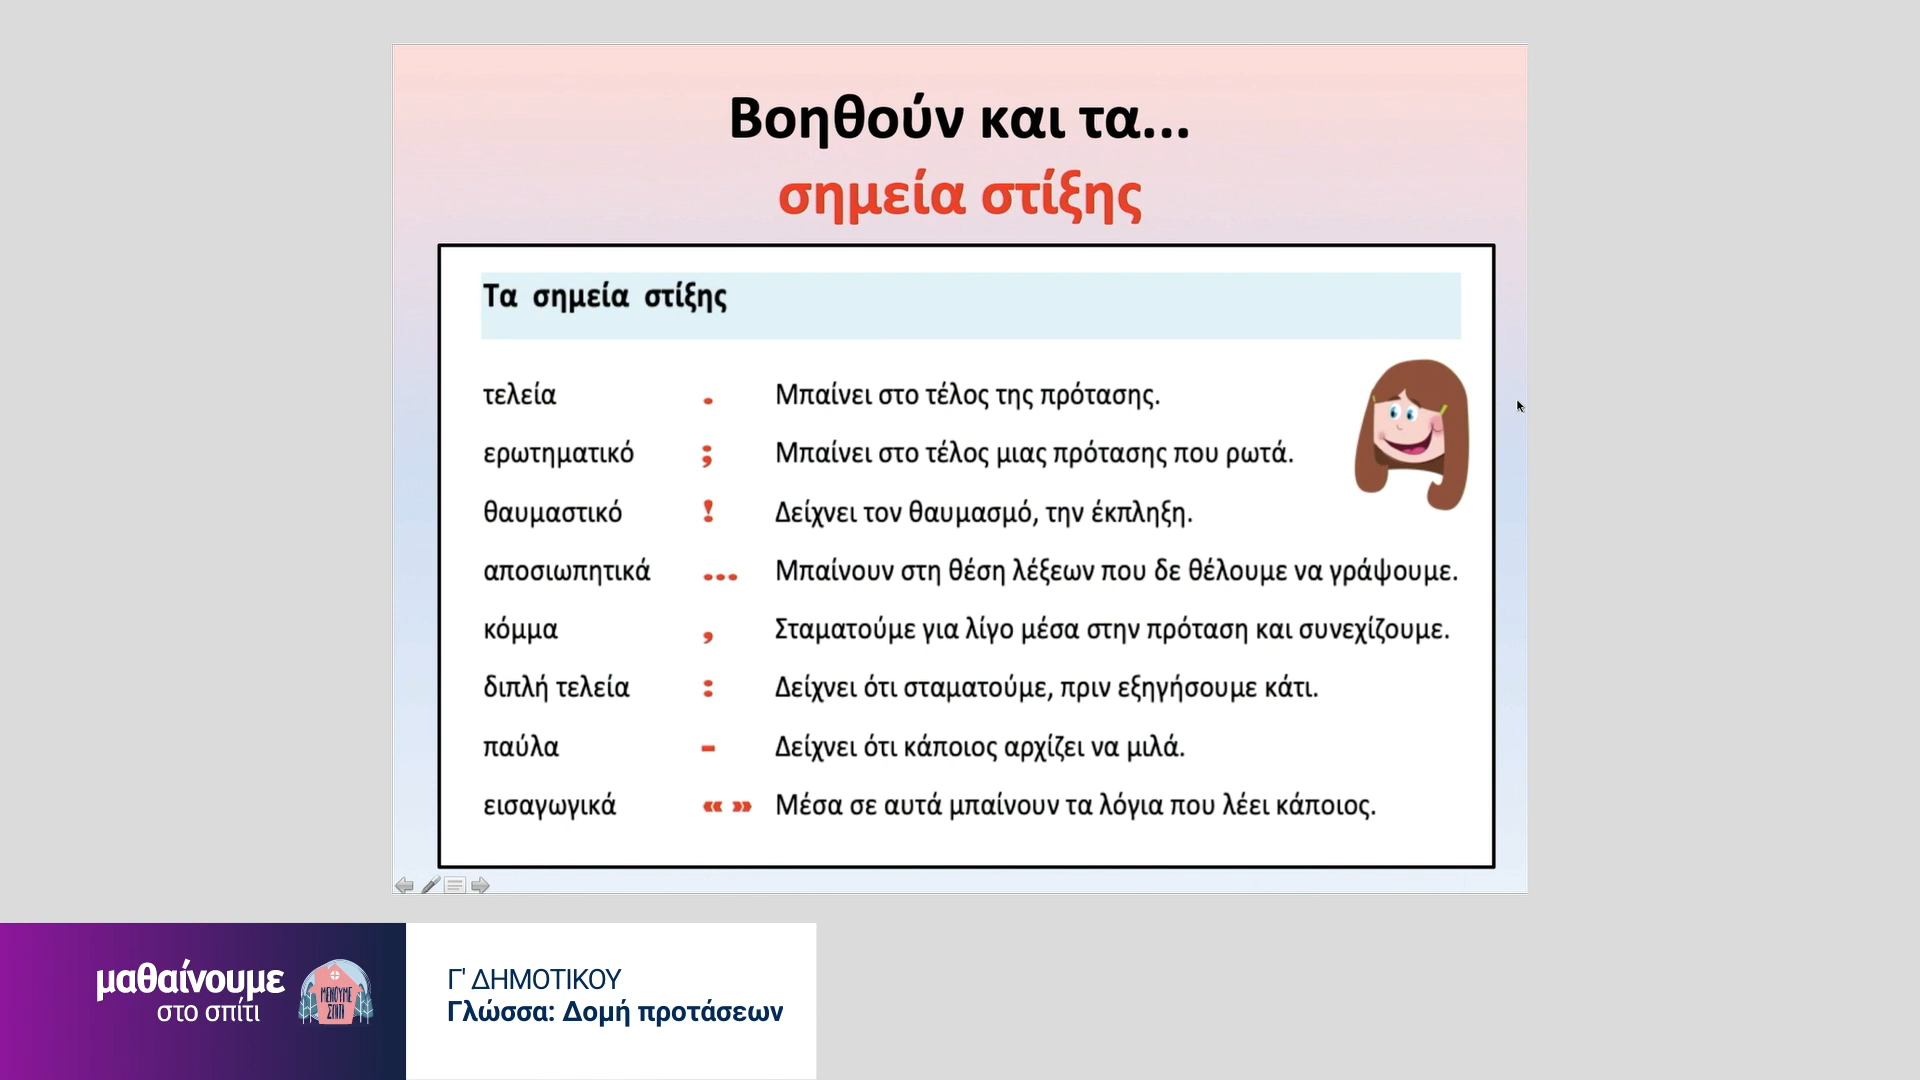 Βοηθούν και τα...
σημεία στίξης
Τα σημεία στίξης
τελεία . Μπαίνει στο τέλος της πρότασης.
ερωτηματικό ; Μπαίνει στο τέλος μιας πρότασης που ρωτά.
θαυμαστικό ! Δείχνει τον θαυμασμό, την έκπληξη.
αποσιωπητικά ... Μπαίνουν στη θέση λέξεων που δε θέλουμε να γράψουμε.
κόμμα , Σταματούμε για λίγο μέσα στην πρόταση και συνεχίζουμε.
διπλή τελεία : Δείχνει ότι σταματούμε, πριν εξηγήσουμε κάτι.
παύλα - Δείχνει ότι κάποιος αρχίζει να μιλά.
εισαγωγικά « » Μέσα σε αυτά μπαίνουν τα λόγια που λέει κάποιος.
μαθαίνουμε
στο σπίτι
ΜΕΝΟΥΜΕ
ΣΠΙΤΙ
Γ' ΔΗΜΟΤΙΚΟΥ
Γλώσσα: Δομή προτάσεων